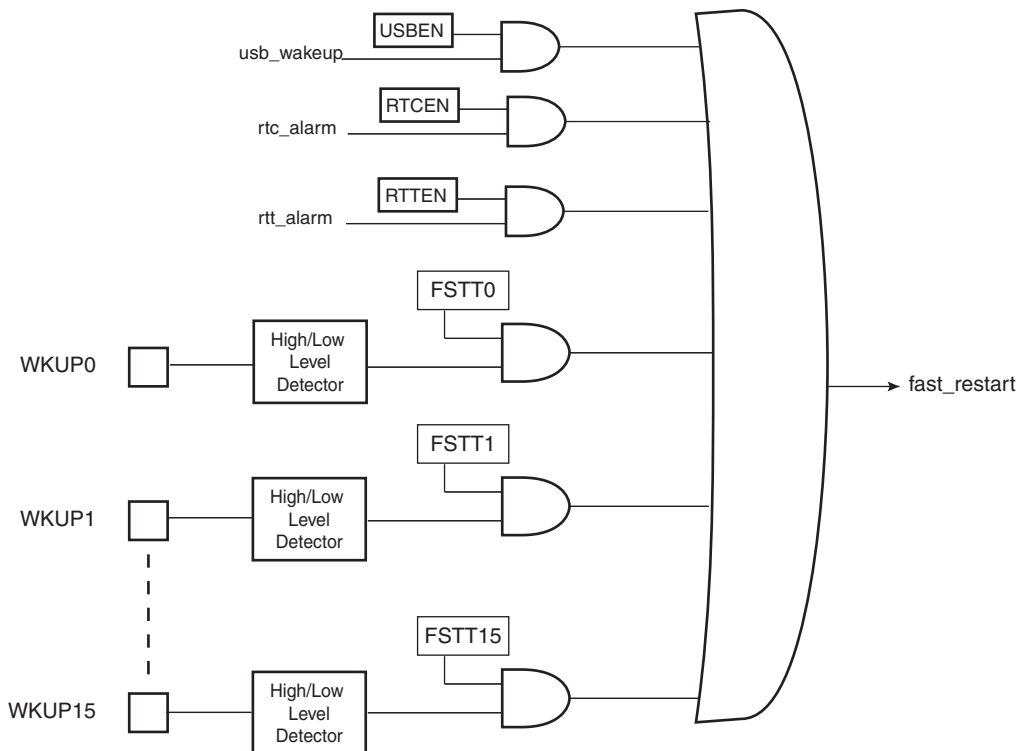 USBEN
usb_wakeup
RTCEN
rtc_alarm
RTTEN
rtt_alarm
FSTT0
WKUP0
High/Low
Level
Detector
fast_restart
FSTT1
WKUP1
High/Low
Level
Detector
FSTT15
WKUP15
High/Low
Level
Detector